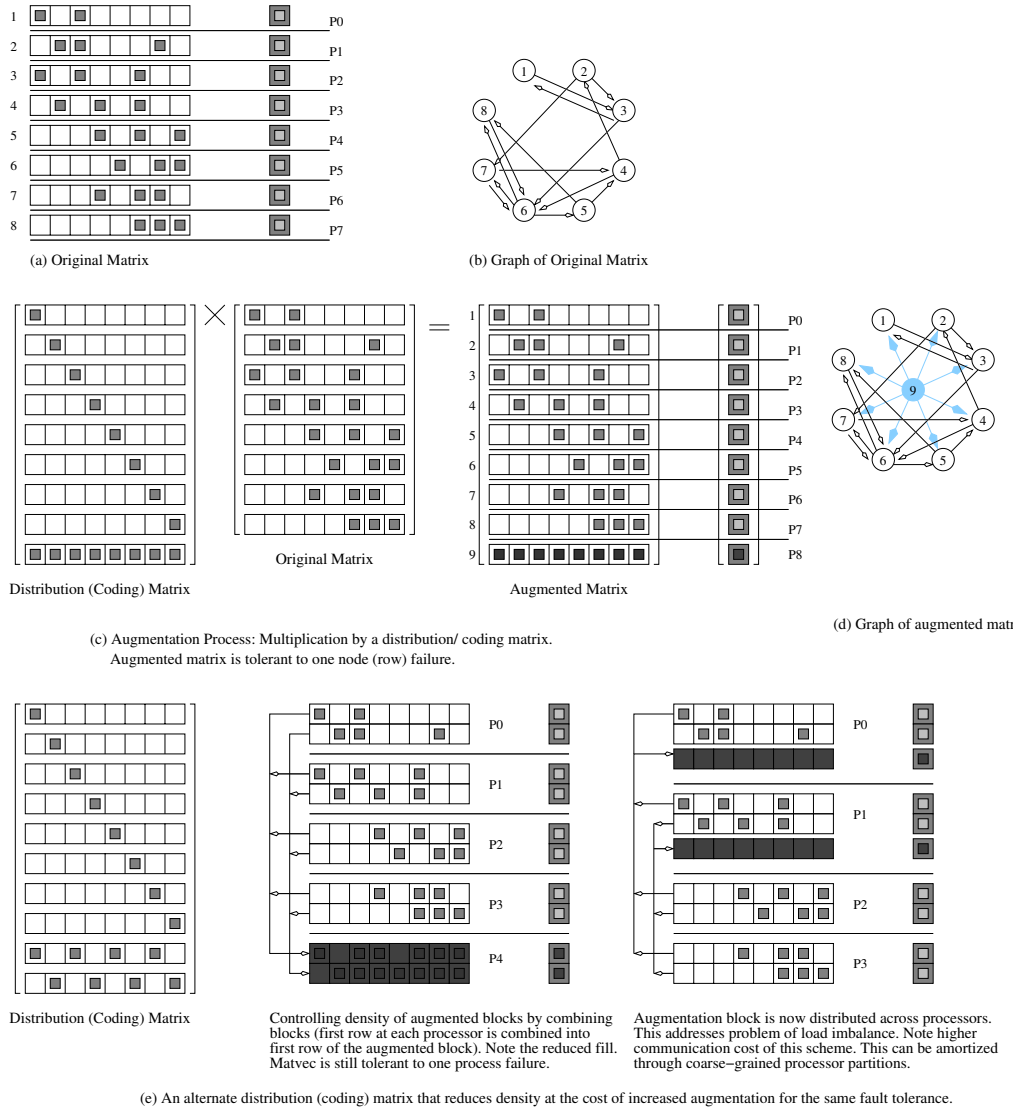 1 P0
2 P1
3 P2
4 P3
5 P4
6 P5
7 P6
8 P7
1 2
8 3
7 4
6 5
(a) Original Matrix
(b) Graph of Original Matrix
1 P0
2 P1
3 P2
4 P3
5 P4
6 P5
7 P6
8 P7
9 P8
1 2
8 3
9
7 4
6 5
Distribution (Coding) Matrix
Original Matrix
Augmented Matrix
(d) Graph of augmented matr
(c) Augmentation Process: Multiplication by a distribution/ coding matrix.
Augmented matrix is tolerant to one node (row) failure.
P0
P1
P2
P3
P4
P0
P1
P2
P3
Distribution (Coding) Matrix
Controlling density of augmented blocks by combining
blocks (first row at each processor is combined into
first row of the augmented block). Note the reduced fill.
Matvec is still tolerant to one process failure.
Augmentation block is now distributed across processors.
This addresses problem of load imbalance. Note higher
communication cost of this scheme. This can be amortized
through coarse−grained processor partitions.
(e) An alternate distribution (coding) matrix that reduces density at the cost of increased augmentation for the same fault tolerance.